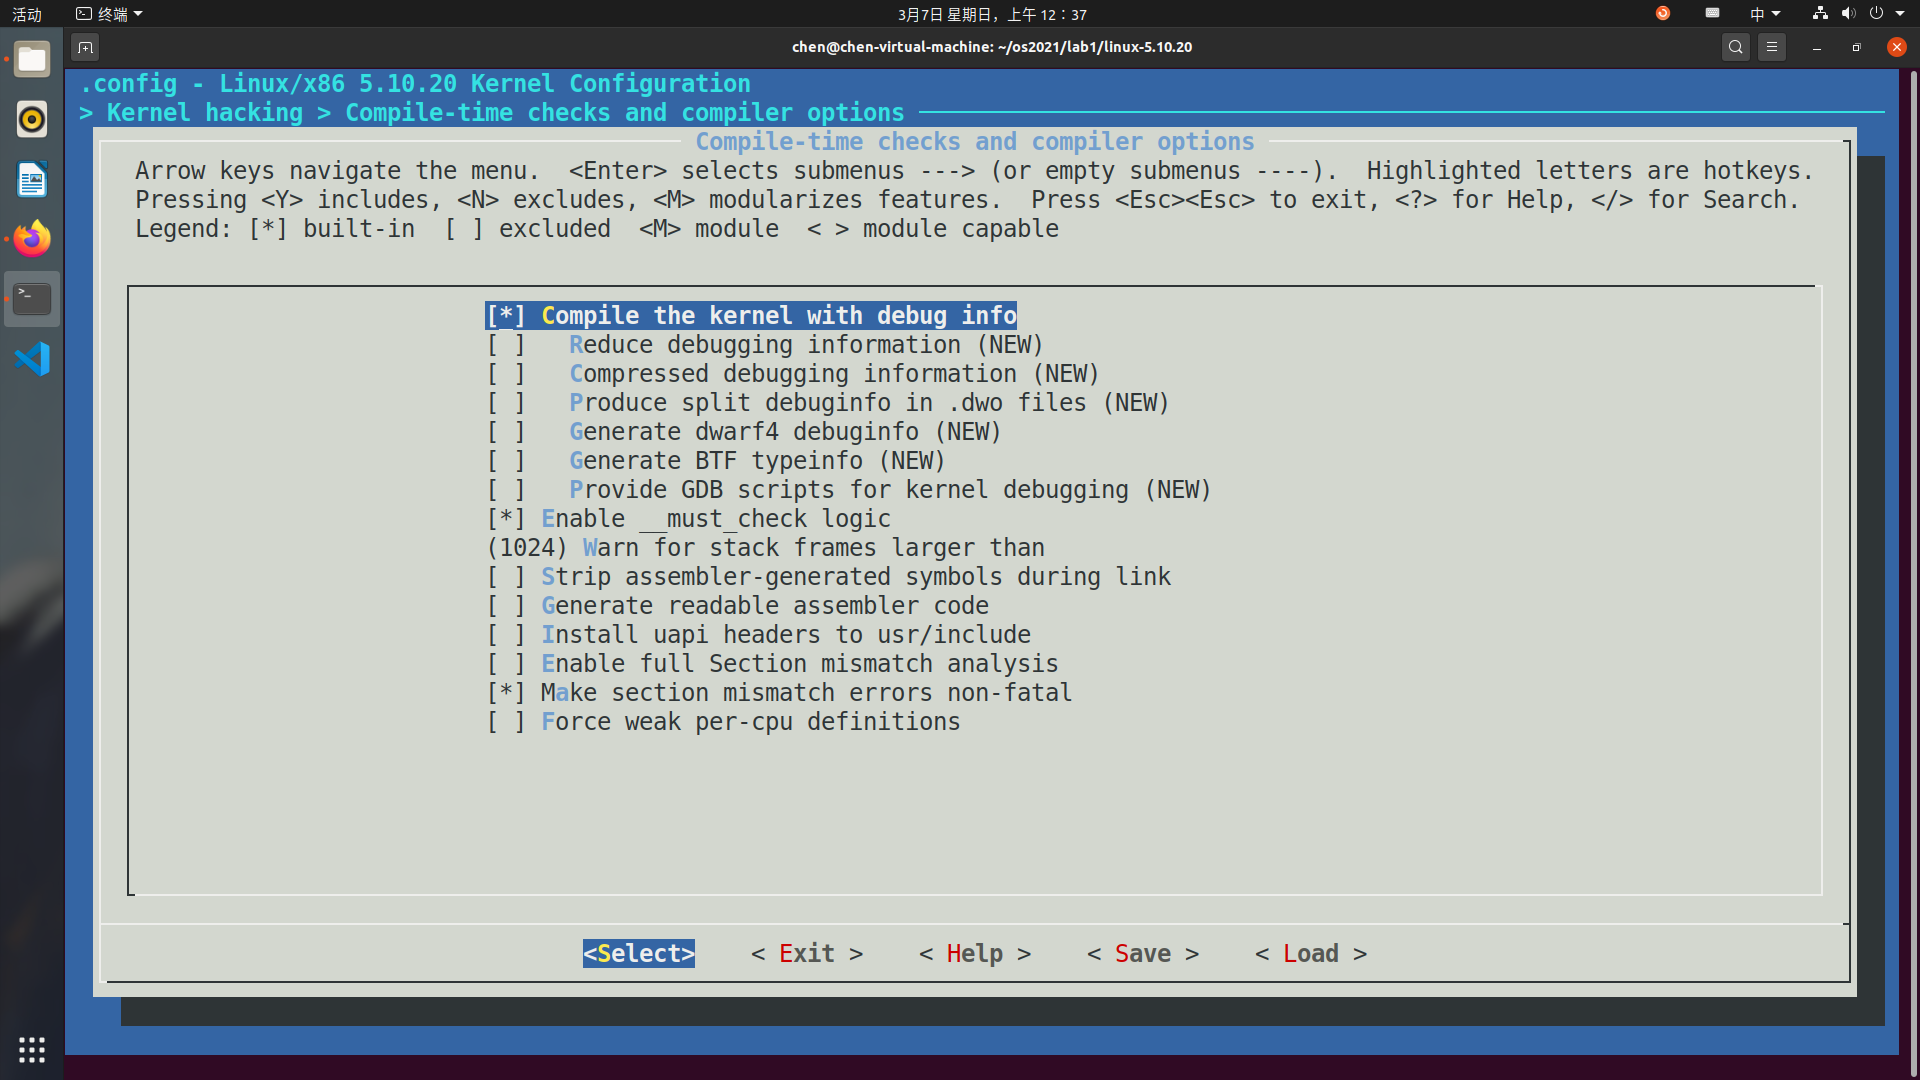 活动
终端
3月7日 星期日，上午 12：37
中
chen@chen-virtual-machine: ~/os2021/lab1/linux-5.10.20
.config - Linux/x86 5.10.20 Kernel Configuration
> Kernel hacking > Compile-time checks and compiler options
Compile-time checks and compiler options
Arrow keys navigate the menu.  <Enter> selects submenus ---> (or empty submenus ----).  Highlighted letters are hotkeys.
Pressing <Y> includes, <N> excludes, <M> modularizes features.  Press <Esc><Esc> to exit, <?> for Help, </> for Search.
Legend: [*] built-in  [ ] excluded  <M> module  < > module capable
[*] Compile the kernel with debug info
[ ]   Reduce debugging information (NEW)
[ ]   Compressed debugging information (NEW)
[ ]   Produce split debuginfo in .dwo files (NEW)
[ ]   Generate dwarf4 debuginfo (NEW)
[ ]   Generate BTF typeinfo (NEW)
[ ]   Provide GDB scripts for kernel debugging (NEW)
[*] Enable __must_check logic
(1024) Warn for stack frames larger than
[ ] Strip assembler-generated symbols during link
[ ] Generate readable assembler code
[ ] Install uapi headers to usr/include
[ ] Enable full Section mismatch analysis
[*] Make section mismatch errors non-fatal
[ ] Force weak per-cpu definitions
<Select>    < Exit >    < Help >    < Save >    < Load >